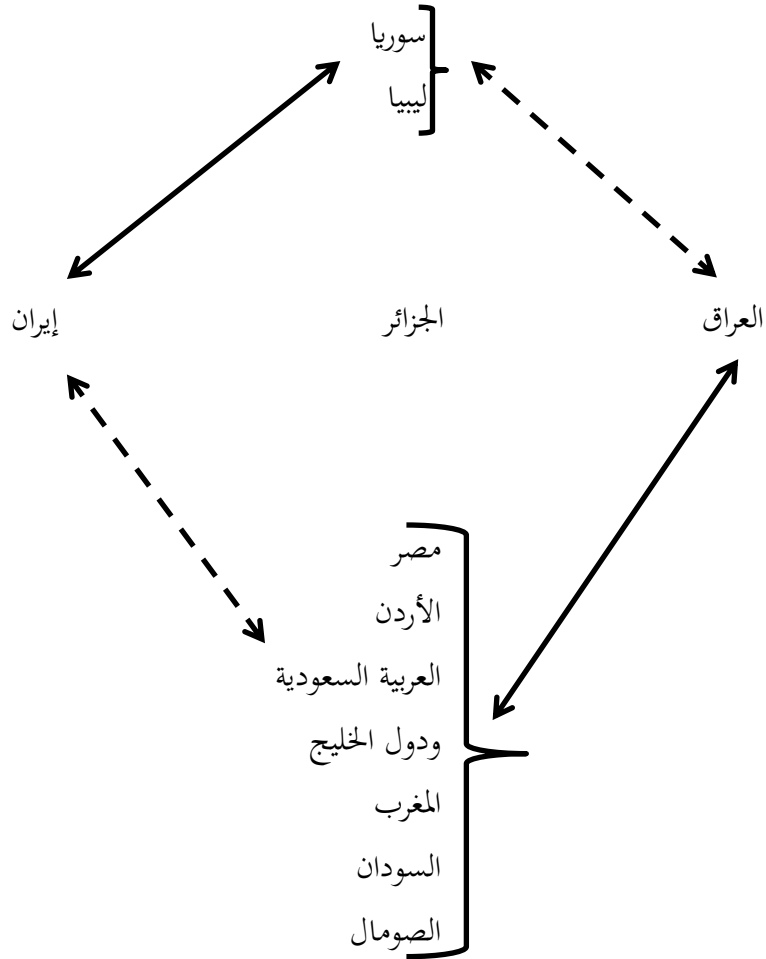 سوريا
ليبيا
العراق
الجزائر
إيران
مصر
الأردن
العربية السعودية
ودول الخليج
المغرب
السودان
الصومال